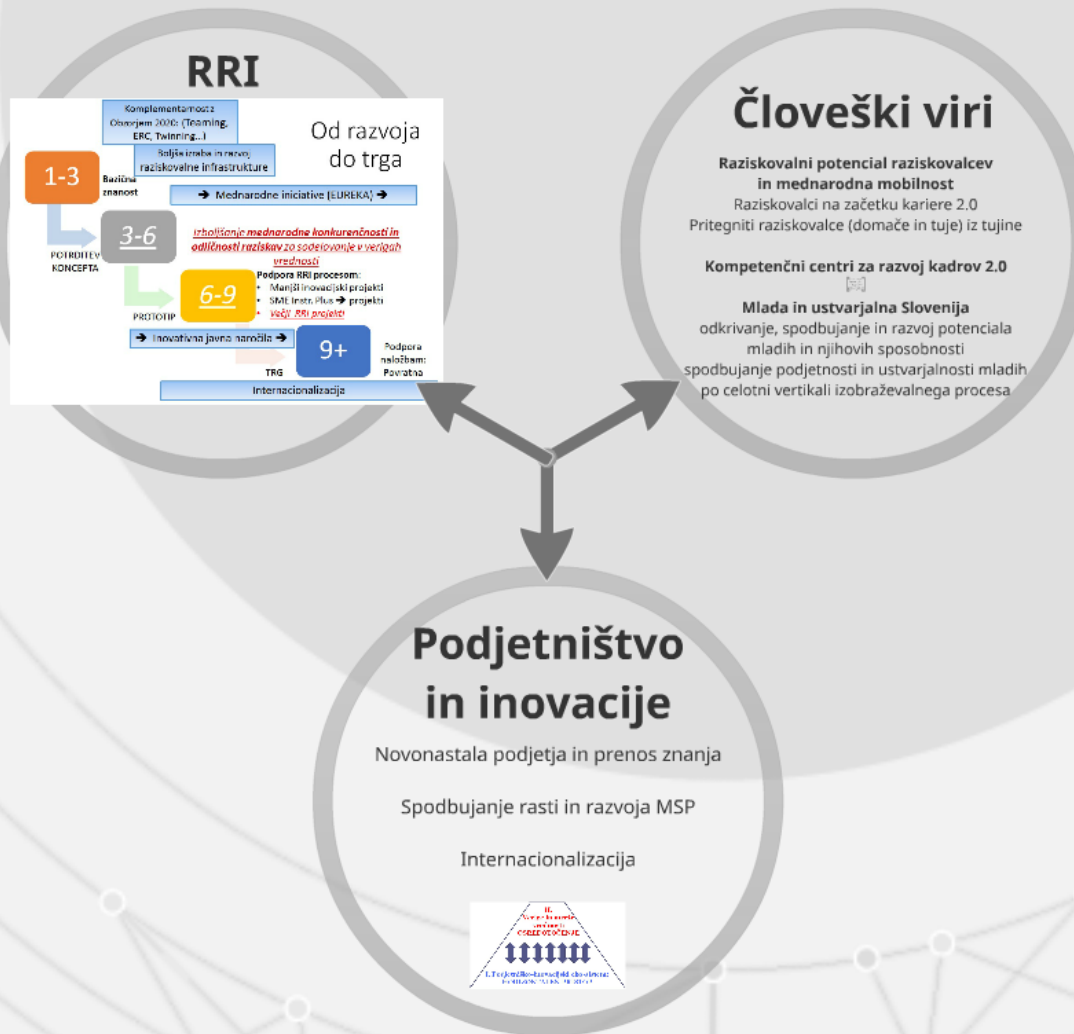 RRI
Komplementarnost z
Obzorjem 2020: (Teaming,
ERC, Twinning...)
Od razvoja
do trga
Boljša izraba in razvoj
raziskovalne infrastrukture
1-3
Bazična
znanost
➔ Mednarodne iniciative (EUREKA) ➔
3-6
POTRDITEV
KONCEPTA
Izboljšanje mednarodne konkurenčnosti in
odličnosti raziskav za sodelovanje v verigah
vrednosti
6-9
PROTOTIP
Podpora RRI procesom:
• Manjši inovacijski projekti
• SME Instr. Plus ➔ projekti
• Večji RRI projekti
➔ Inovativna javna naročila ➔
9+
TRG
Podpora
naložbam:
Povratna
Internacionalizacija
Človeški viri
Raziskovalni potencial raziskovalcev
in mednarodna mobilnost
Raziskovalci na začetku kariere 2.0
Pritegniti raziskovalce (domače in tuje) iz tujine
Kompetenčni centri za razvoj kadrov 2.0
Mlada in ustvarjalna Slovenija
odkrivanje, spodbujanje in razvoj potenciala
mladih in njihovih sposobnosti
spodbujanje podjetnosti in ustvarjalnosti mladih
po celotni vertikali izobraževalnega procesa
Podjetništvo
in inovacije
Novonastala podjetja in prenos znanja
Spodbujanje rasti in razvoja MSP
Internacionalizacija
II.
OSREDOTOČENJE